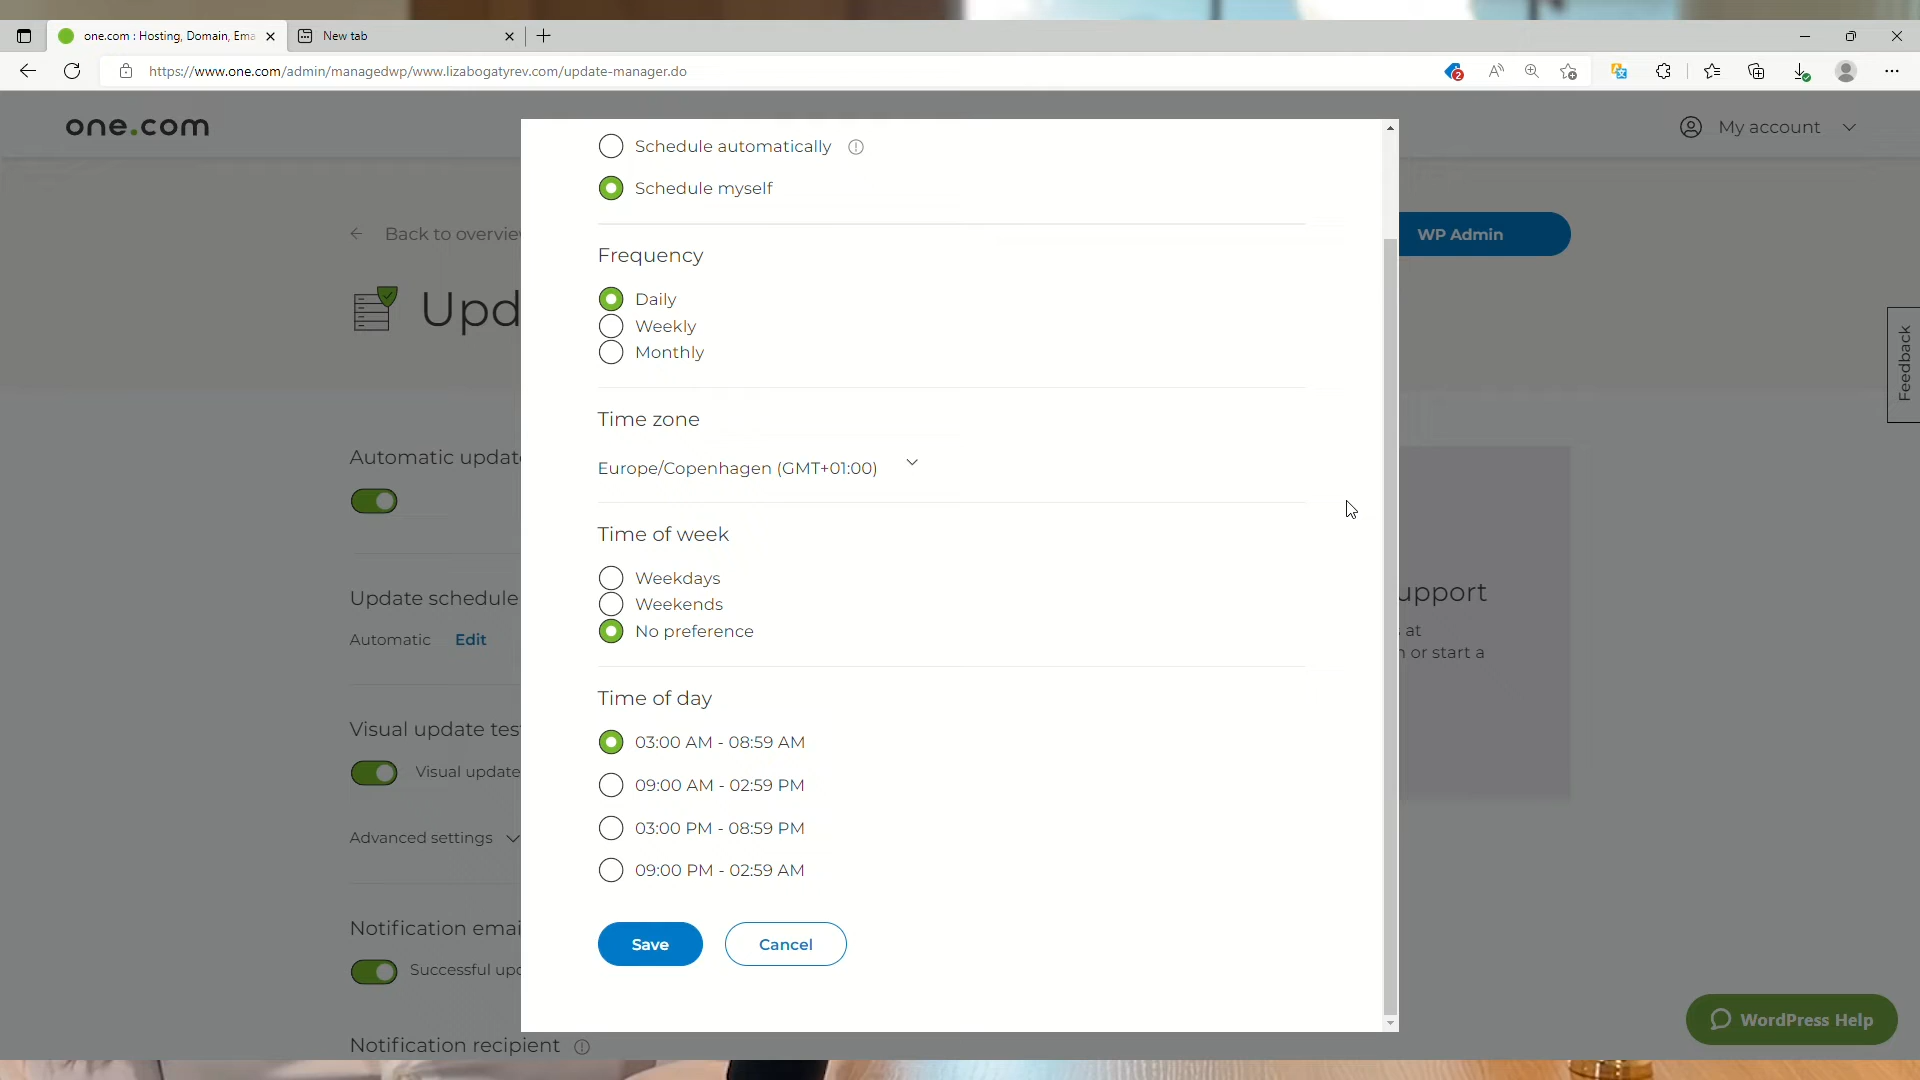 one.com : Hosting, Domain, Ema
New tab
https://www.one.com/admin/managedwp/www.lizabogatyrev.com/update-manager.do
2
one.com
My account
Schedule automatically
Schedule myself
Back to overvie
WP Admin
Upd
Frequency
Daily
Weekly
Monthly
Feedback
Time zone
Europe/Copenhagen (GMT+01:00)
Automatic updat
Time of week
Weekdays
Weekends
No preference
Update schedule
Automatic Edit
upport
at
or start a
Time of day
03:00 AM - 08:59 AM
09:00 AM - 02:59 PM
03:00 PM - 08:59 PM
09:00 PM - 02:59 AM
Visual update tes
Visual update
Advanced settings
Save
Cancel
Notification emai
Successful upd
Notification recipient
WordPress Help